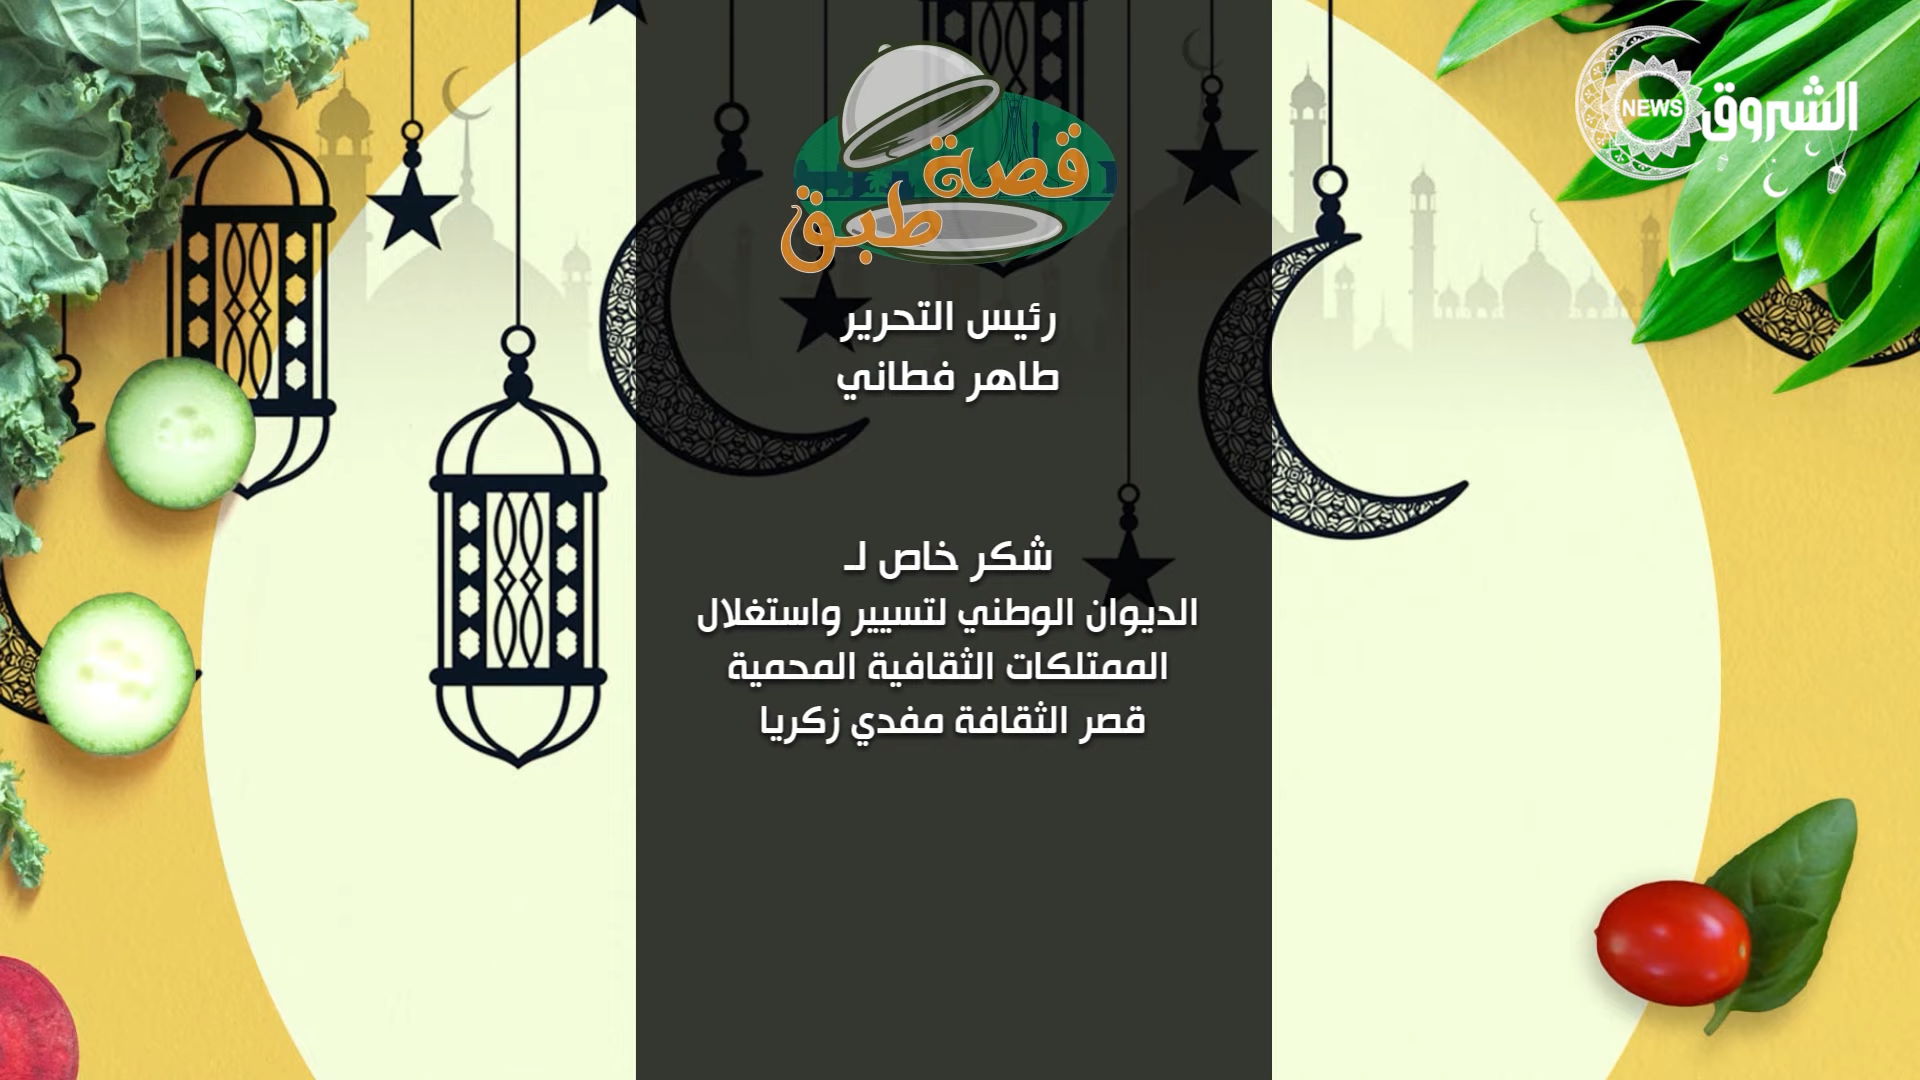 الشروق
NEWS
قصة
طبق
رئيس التحرير
طاهر فطاني
شكر خاص لـ
الديوان الوطني لتسيير واستغلال
الممتلكات الثقافية المحمية
قصر الثقافة مفدي زكريا